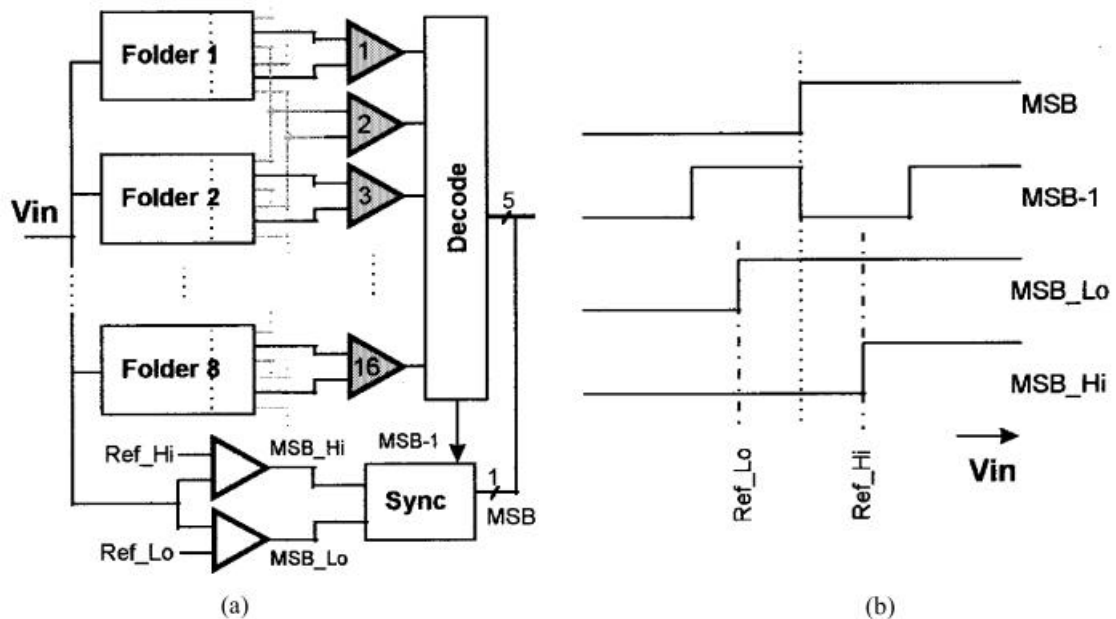 Folder 1
1
2
Folder 2
3
Vin
Decode
5
Folder 8
16
Ref_Hi
MSB_Hi
MSB-1
Sync
1
MSB
Ref_Lo
MSB_Lo
(a)
MSB
MSB-1
MSB_Lo
MSB_Hi
Ref_Lo
Ref_Hi
Vin
(b)